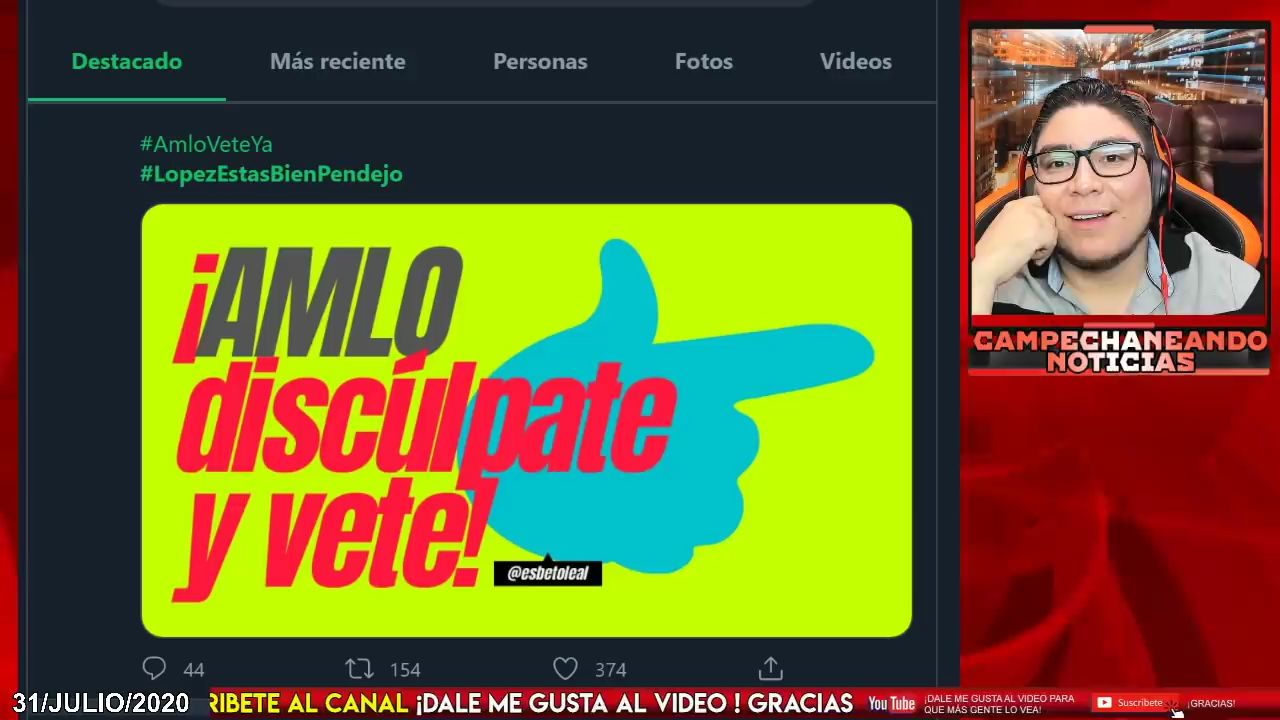 Destacado Más reciente Personas Fotos Videos
#AmloVeteYa
#LopezEstasBienPendejo
¡AMLO
discúlpate
y vete!
@esbetoleal
44 154 374
CAMPECHANEANDO
NOTICIAS
31/JULIO/2020 RIBETE AL CANAL ¡DALE ME GUSTA AL VIDEO ! GRACIAS
YouTube
¡DALE ME GUSTA AL VIDEO PARA
QUE MÁS GENTE LO VEA!
Suscribete
¡GRACIAS!